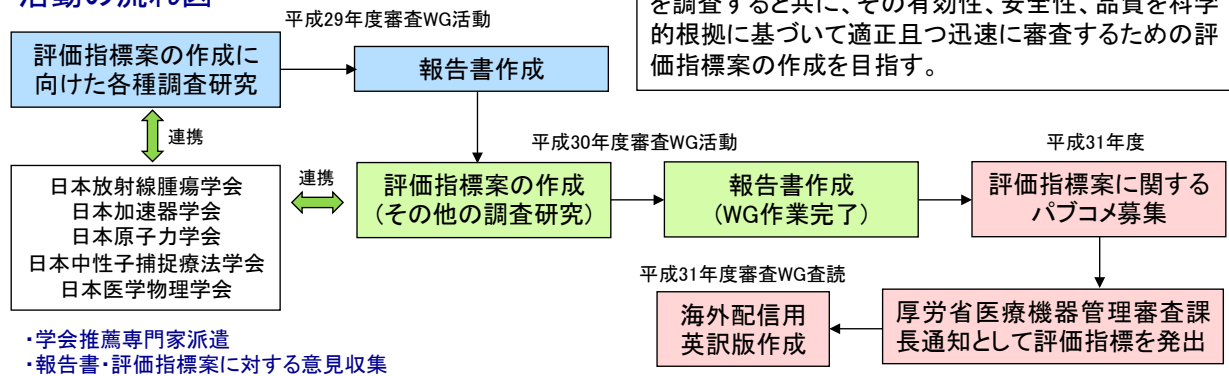 活動の流れ図
を調査すると共に、その有効性、安全性、品質を科学
的根拠に基づいて適正且つ迅速に審査するための評
価指標案の作成を目指す。
平成29年度審査WG活動
評価指標案の作成に
向けた各種調査研究
報告書作成
連携
日本放射線腫瘍学会
日本加速器学会
日本原子力学会
日本中性子捕捉療法学会
日本医学物理学会
連携
平成30年度審査WG活動
評価指標案の作成
(その他の調査研究)
報告書作成
(WG作業完了)
平成31年度
評価指標案に関する
パブコメ募集
厚労省医療機器管理審査課
長通知として評価指標を発出
平成31年度審査WG査読
海外配信用
英訳版作成
・学会推薦専門家派遣
・報告書・評価指標案に対する意見収集